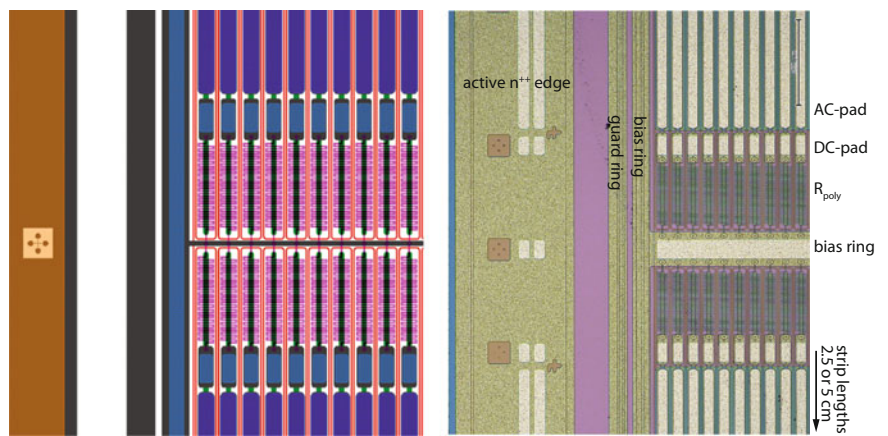 active n++ edge
guard ring
bias ring
AC-pad
DC-pad
Rpoly
bias ring
strip lengths
2.5 or 5 cm